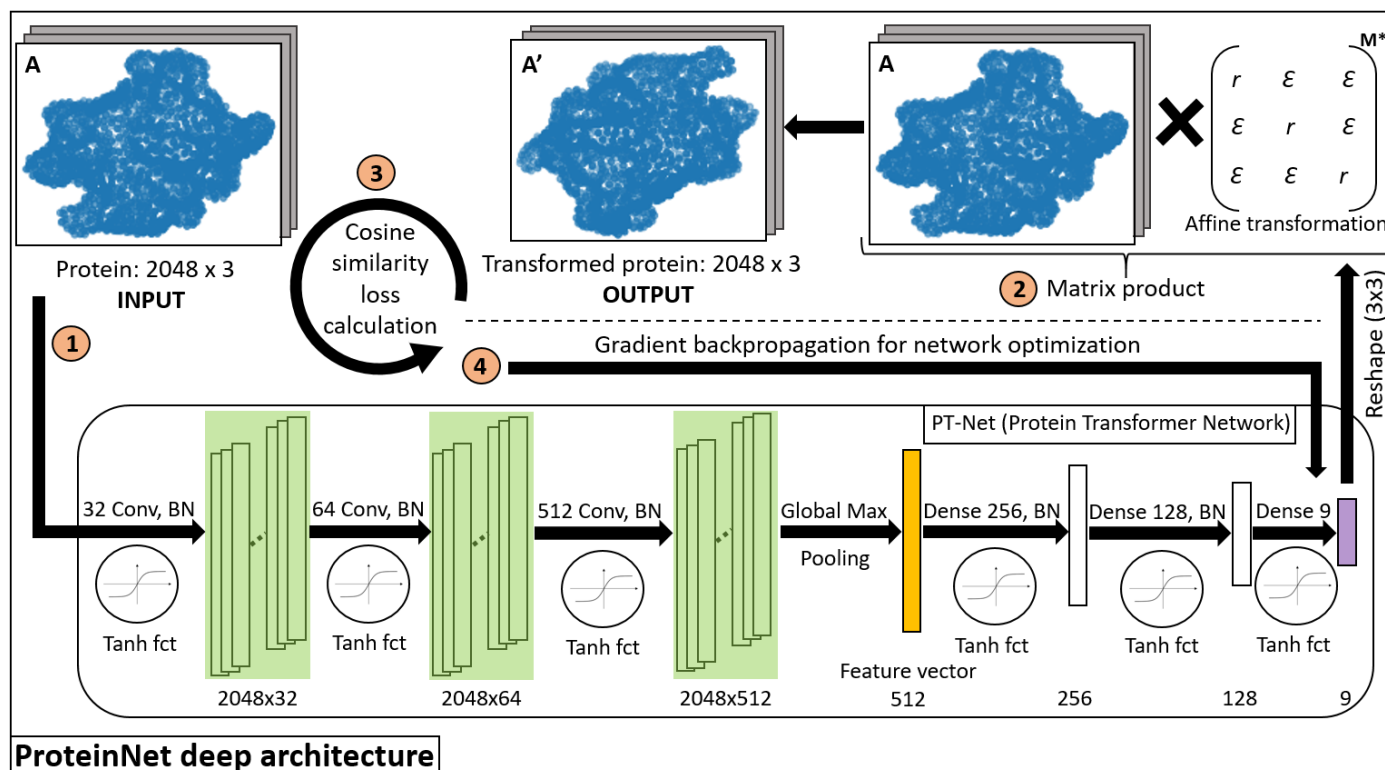 A
A'
A
M*
r ε ε
ε r ε
ε ε r
Affine transformation
Protein: 2048 x 3
INPUT
3
Cosine
similarity
loss
calculation
Transformed protein: 2048 x 3
OUTPUT
2 Matrix product
Reshape (3x3)
1
4
Gradient backpropagation for network optimization
PT-Net (Protein Transformer Network)
32 Conv, BN
64 Conv, BN
512 Conv, BN
Global Max
Pooling
Dense 256, BN
Dense 128, BN
Dense 9
Tanh fct
Tanh fct
Tanh fct
Tanh fct
Tanh fct
Tanh fct
2048x32
2048x64
2048x512
Feature vector
512
256
128
9
ProteinNet deep architecture